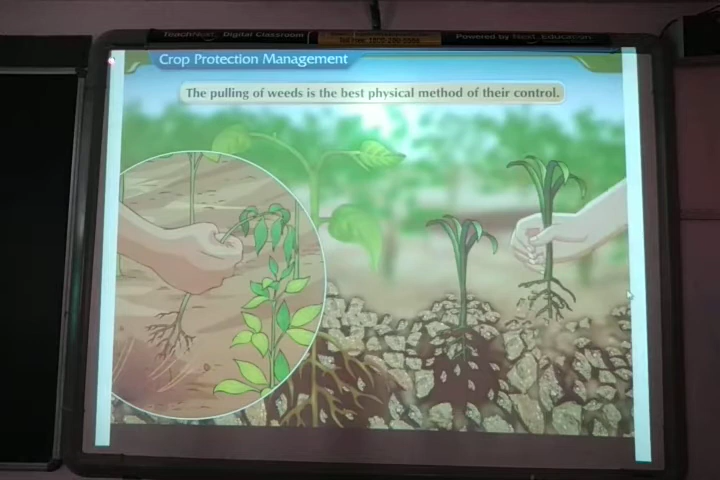 TeachNext Digital Classroom
Powered by Next Education
Crop Protection Management
The pulling of weeds is the best physical method of their control.